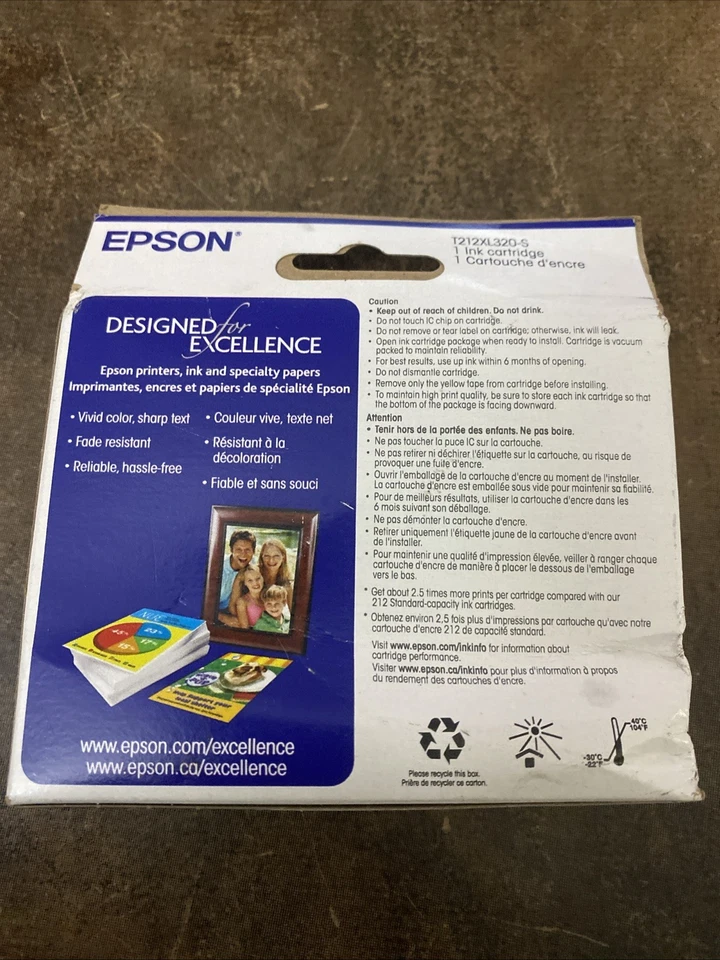 EPSON®
T212XL320-S
1 Ink cartridge
1 Cartouche d'encre
DESIGNED for
EXCELLENCE
Epson printers, ink and specialty papers
Imprimantes, encres et papiers de spécialité Epson
• Vivid color, sharp text
• Fade resistant
• Reliable, hassle-free
• Couleur vive, texte net
• Résistant à la
décoloration
• Fiable et sans souci
45%
23%
15%
17%
Help support your
local shelter
www.epson.com/excellence
www.epson.ca/excellence
Caution
• Keep out of reach of children. Do not drink.
• Do not touch IC chip on cartridge.
• Do not remove or tear label on cartridge; otherwise, ink will leak.
• Open ink cartridge package when ready to install. Cartridge is vacuum
packed to maintain reliability.
• For best results, use up ink within 6 months of opening.
• Do not dismantle cartridge.
• Remove only the yellow tape from cartridge before installing.
• To maintain high print quality, be sure to store each ink cartridge so that
the bottom of the package is facing downward.
Attention
• Tenir hors de la portée des enfants. Ne pas boire.
• Ne pas toucher la puce IC sur la cartouche.
• Ne pas retirer ni déchirer l'étiquette sur la cartouche, au risque de
provoquer une fuite d'encre.
• Ouvrir l'emballage de la cartouche d'encre au moment de l'installer.
La cartouche d'encre est emballée sous vide pour maintenir sa fiabilité.
• Pour de meilleurs résultats, utiliser la cartouche d'encre dans les
6 mois suivant son déballage.
• Ne pas démonter la cartouche d'encre.
• Retirer uniquement l'étiquette jaune de la cartouche d'encre avant
de l'installer.
• Pour maintenir une qualité d'impression élevée, veiller à ranger chaque
cartouche d'encre de manière à placer le dessous de l'emballage
vers le bas.
* Get about 2.5 times more prints per cartridge compared with our
212 Standard-capacity ink cartridges.
* Obtenez environ 2,5 fois plus d'impressions par cartouche qu'avec notre
cartouche d'encre 212 de capacité standard.
Visit www.epson.com/inkinfo for information about
cartridge performance.
Visiter www.epson.ca/inkinfo pour plus d'information à propos
du rendement des cartouches d'encre.
40°C
104°F
-30°C
-22°F
Please recycle this box.
Prière de recycler ce carton.